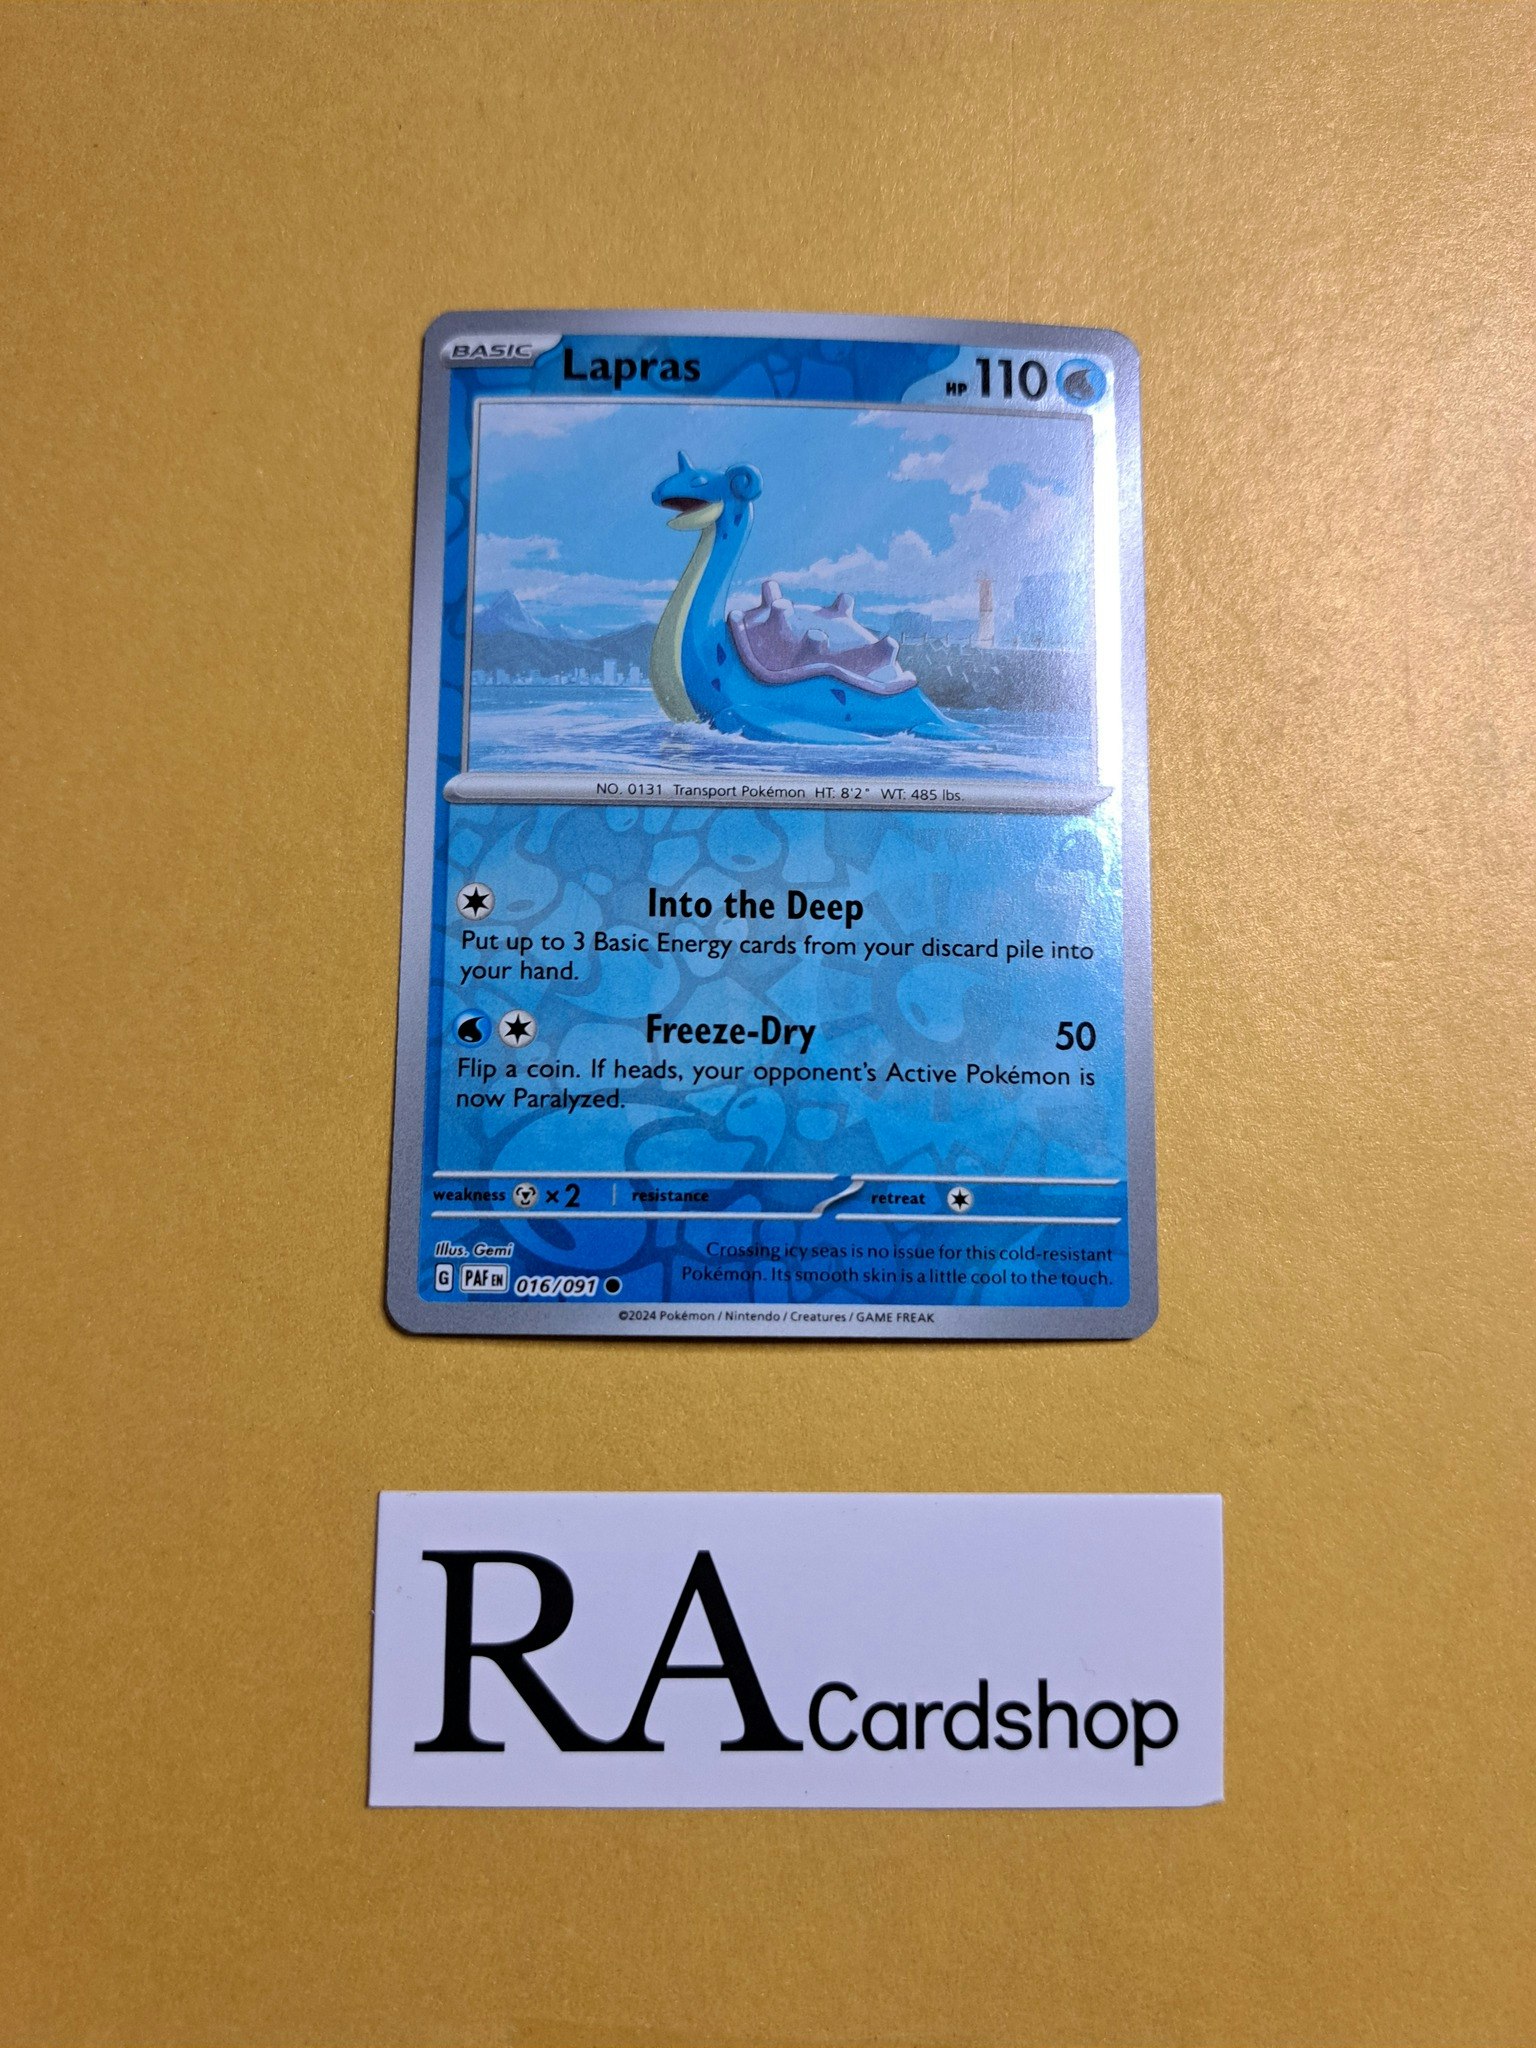 BASIC Lapras HP 110
NO. 0131 Transport Pokémon HT: 8'2" WT: 485 lbs.
Into the Deep
Put up to 3 Basic Energy cards from your discard pile into
your hand.
Freeze-Dry 50
Flip a coin. If heads, your opponent's Active Pokémon is
now Paralyzed.
weakness ×2 resistance retreat
Illus. Gemi
Crossing icy seas is no issue for this cold-resistant
Pokémon. Its smooth skin is a little cool to the touch.
G PAF EN 016/091
©2024 Pokémon / Nintendo / Creatures / GAME FREAK
RA Cardshop